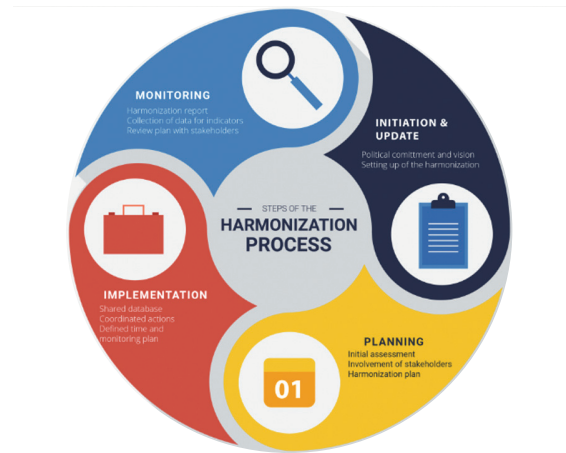 STEPS OF THE
HARMONIZATION
PROCESS
INITIATION &
UPDATE
Political comittment and vision
Setting up of the harmonization
PLANNING
Initial assessment
Involvement of stakeholders
Harmonization plan
01
IMPLEMENTATION
Shared database
Coordinated actions
Defined time and
monitoring plan
MONITORING
Harmonization report
Collection of data for indicators
Review plan with stakeholders